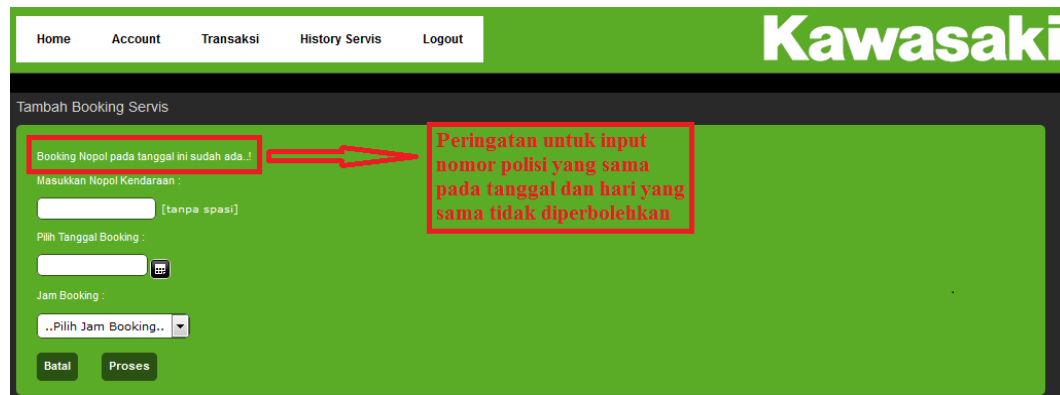 Home Account Transaksi History Servis Logout
Kawasaki
Tambah Booking Servis
Booking Nopol pada tanggal ini sudah ada..!
Peringatan untuk input
nomor polisi yang sama
pada tanggal dan hari yang
sama tidak diperbolehkan
Masukkan Nopol Kendaraan :
[tanpa spasi]
Pilih Tanggal Booking :
Jam Booking :
..Pilih Jam Booking..
Batal Proses